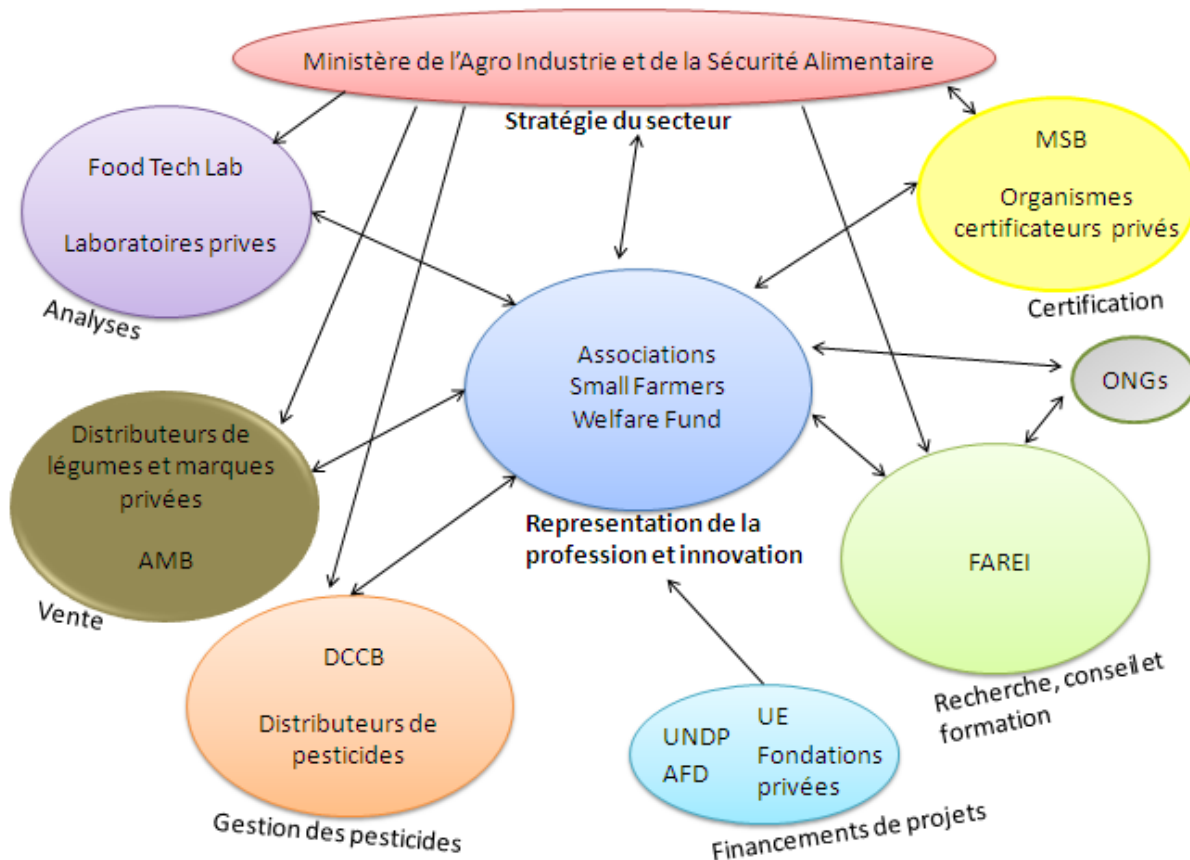 Ministère de l'Agro Industrie et de la Sécurité Alimentaire
Stratégie du secteur
Food Tech Lab
Laboratoires prives
Analyses
MSB
Organismes
certificateurs privés
Certification
Associations
Small Farmers
Welfare Fund
Representation de la
profession et innovation
ONGs
Distributeurs de
légumes et marques
privées
AMB
Vente
FAREI
Recherche, conseil et
formation
DCCB
Distributeurs de
pesticides
Gestion des pesticides
UNDP
AFD
UE
Fondations
privées
Financements de projets